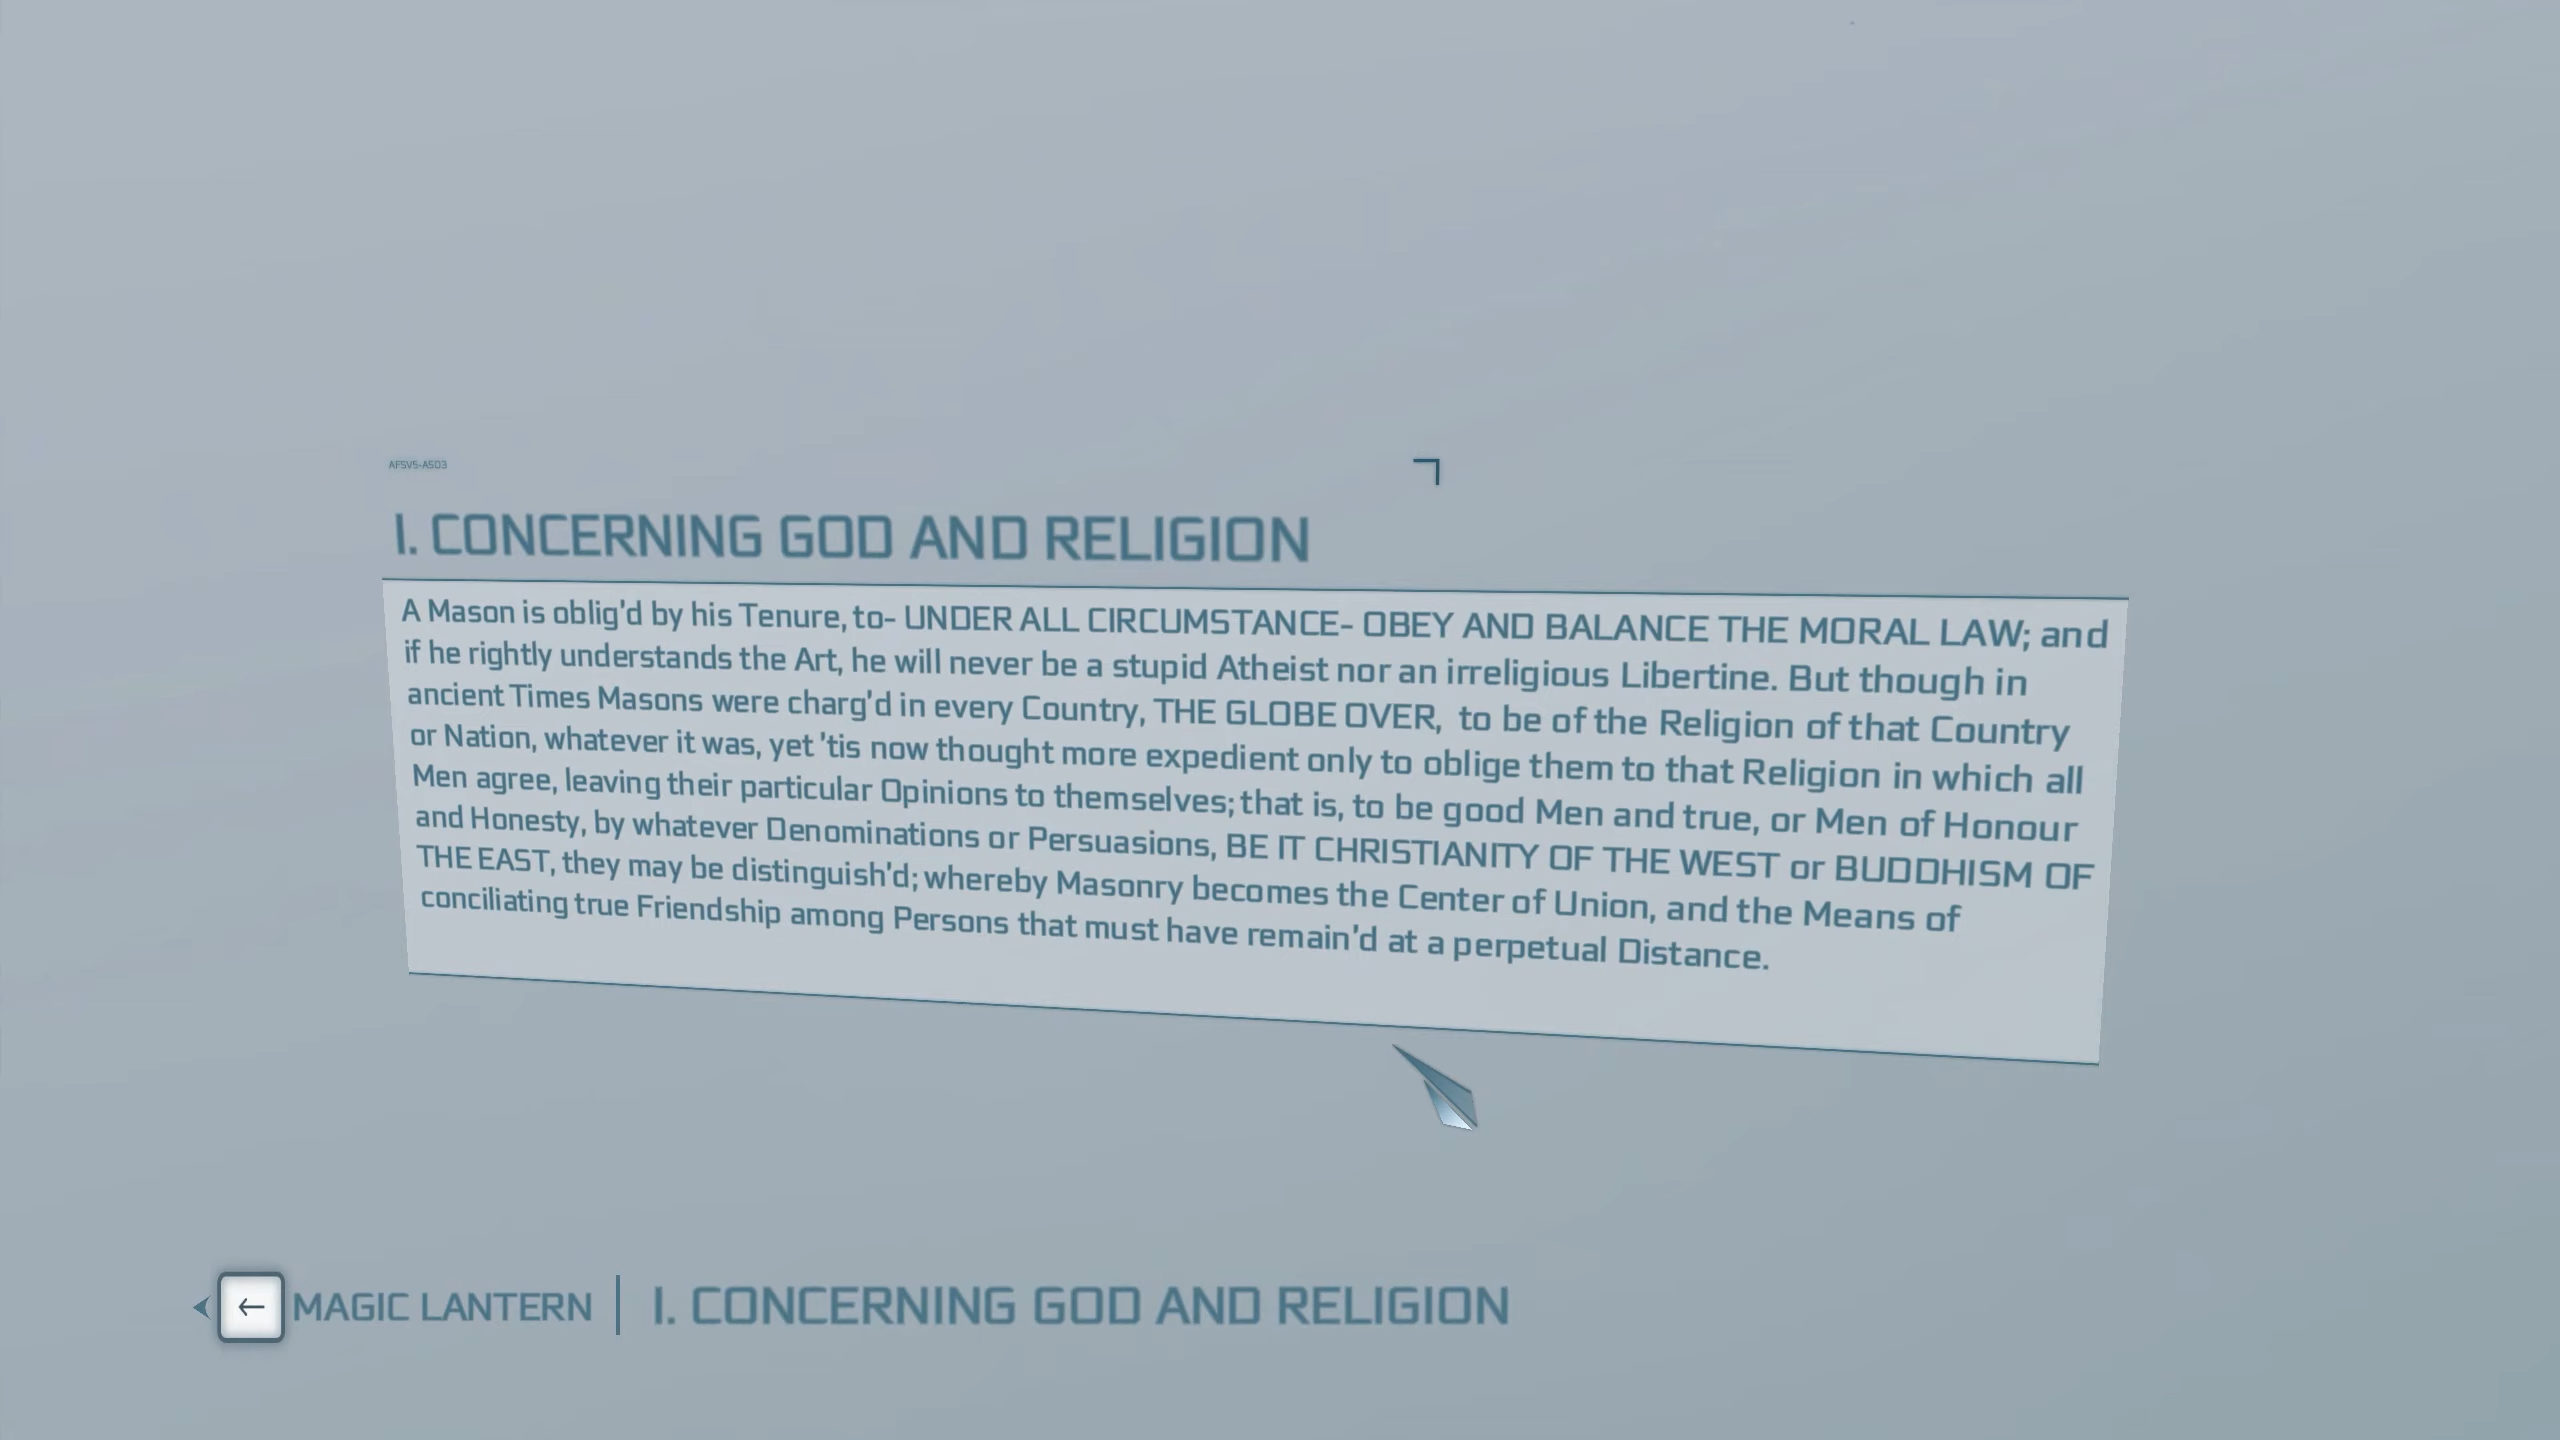 AFSV5-ASD3
I. CONCERNING GOD AND RELIGION
A Mason is oblig'd by his Tenure, to- UNDER ALL CIRCUMSTANCE- OBEY AND BALANCE THE MORAL LAW; and
if he rightly understands the Art, he will never be a stupid Atheist nor an irreligious Libertine. But though in
ancient Times Masons were charg'd in every Country, THE GLOBE OVER, to be of the Religion of that Country
or Nation, whatever it was, yet 'tis now thought more expedient only to oblige them to that Religion in which all
Men agree, leaving their particular Opinions to themselves; that is, to be good Men and true, or Men of Honour
and Honesty, by whatever Denominations or Persuasions, BE IT CHRISTIANITY OF THE WEST or BUDDHISM OF
THE EAST, they may be distinguish'd; whereby Masonry becomes the Center of Union, and the Means of
conciliating true Friendship among Persons that must have remain'd at a perpetual Distance.
← MAGIC LANTERN | I. CONCERNING GOD AND RELIGION